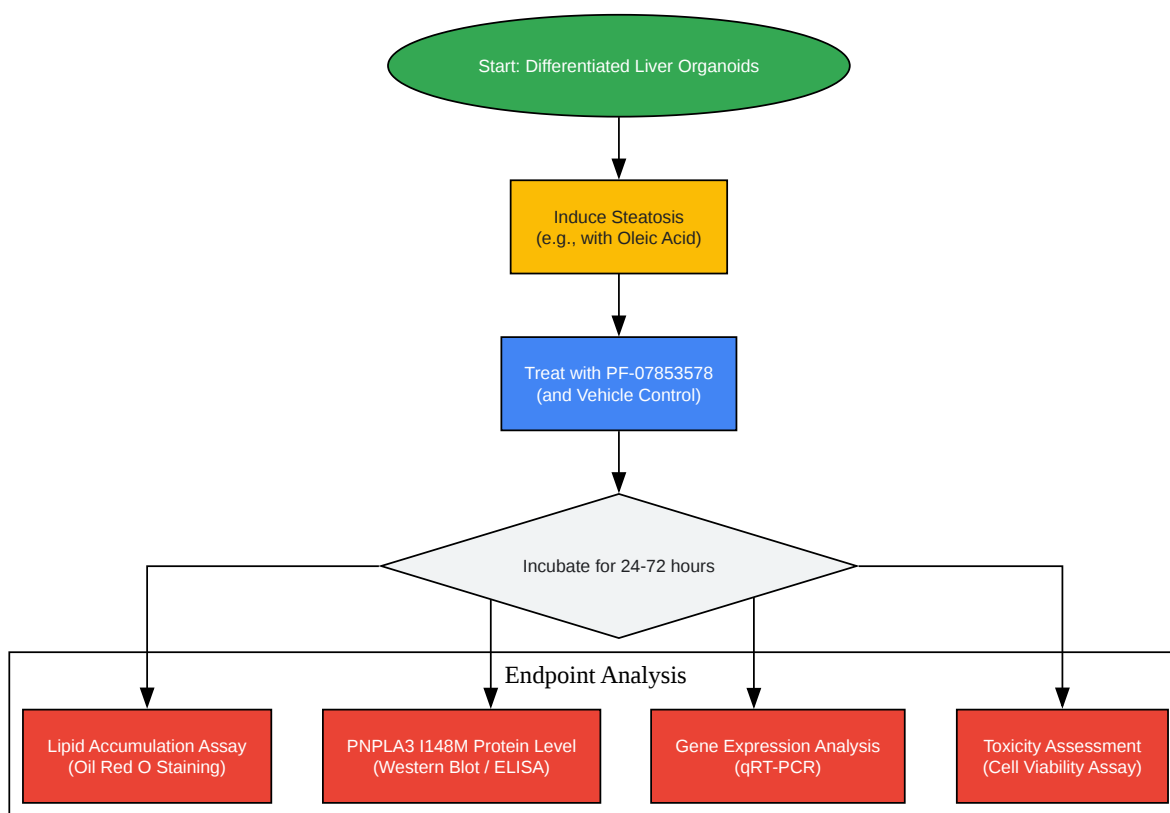 Start: Differentiated Liver Organoids
Induce Steatosis
(e.g., with Oleic Acid)
Treat with PF-07853578
(and Vehicle Control)
Incubate for 24-72 hours
Endpoint Analysis
Lipid Accumulation Assay
(Oil Red O Staining)
PNPLA3 I148M Protein Level
(Western Blot / ELISA)
Gene Expression Analysis
(qRT-PCR)
Toxicity Assessment
(Cell Viability Assay)